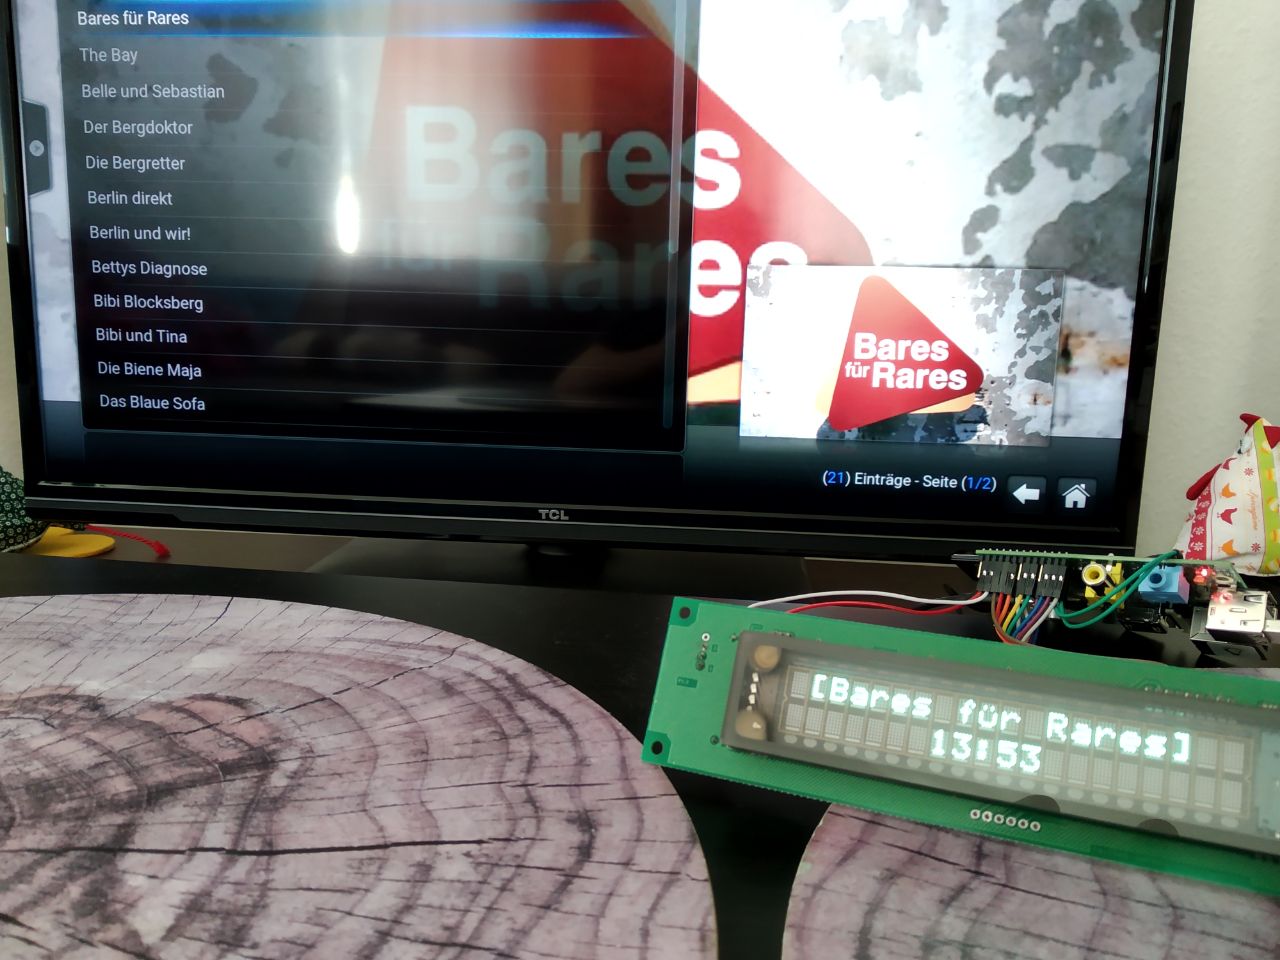 Bares für Rares
The Bay
Belle und Sebastian
Der Bergdoktor
Die Bergretter
Berlin direkt
Berlin und wir!
Bettys Diagnose
Bibi Blocksberg
Bibi und Tina
Die Biene Maja
Das Blaue Sofa
Bares
für Rares
Bares
für Rares
(21) Einträge - Seite (1/2)
TCL
[Bares für Rares]
13:53